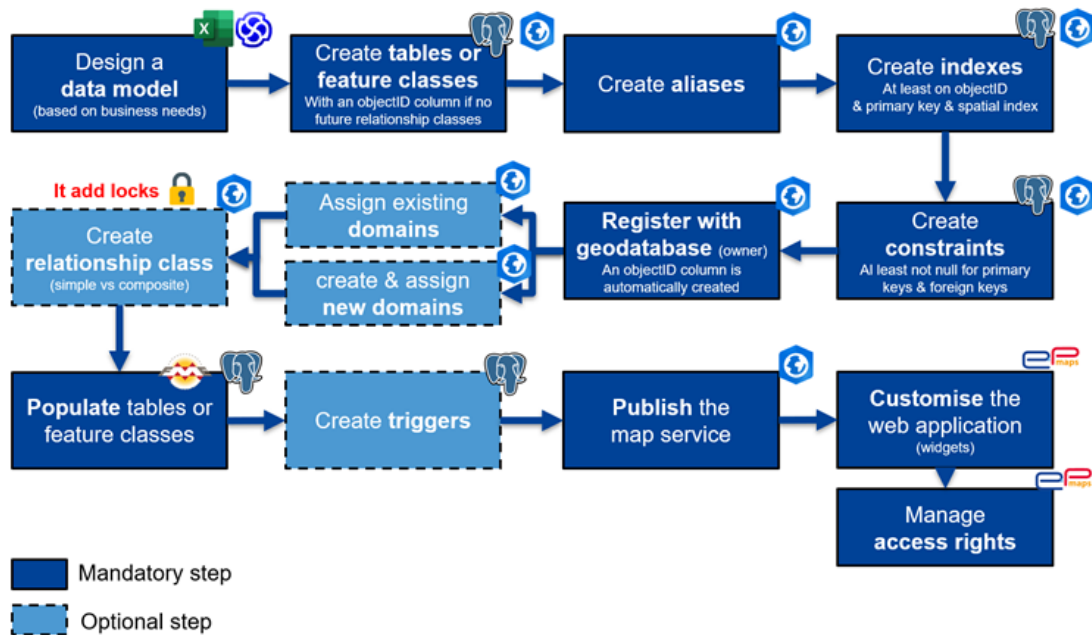 Design a
data model
(based on business needs)
Create tables or
feature classes
With an objectID column if no
future relationship classes
Create aliases
Create indexes
At least on objectID
& primary key & spatial index
It add locks
Create
relationship class
(simple vs composite)
Assign existing
domains
create & assign
new domains
Register with
geodatabase (owner)
An objectID column is
automatically created
Create
constraints
Al least not null for primary
keys & foreign keys
Populate tables or
feature classes
Create triggers
Publish the
map service
maps
Customise the
web application
(widgets)
maps
Manage
access rights
Mandatory step
Optional step